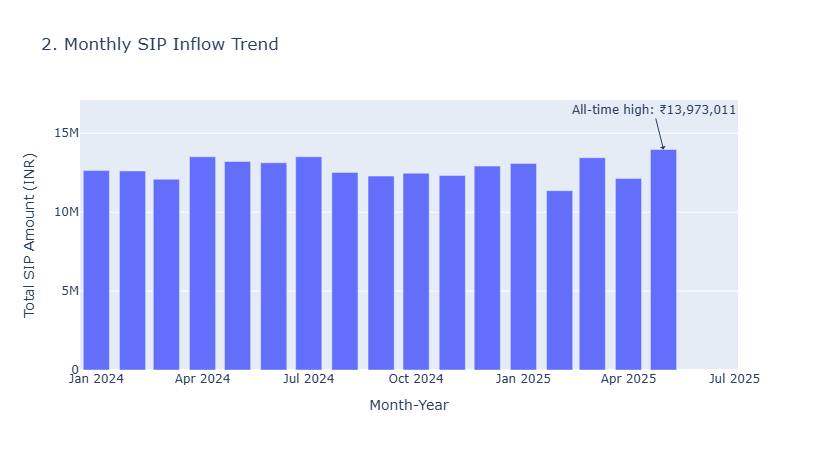 2. Monthly SIP Inflow Trend
All-time high: ₹13,973,011
15M
10M
5M
0
Total SIP Amount (INR)
Jan 2024 Apr 2024 Jul 2024 Oct 2024 Jan 2025 Apr 2025 Jul 2025
Month-Year